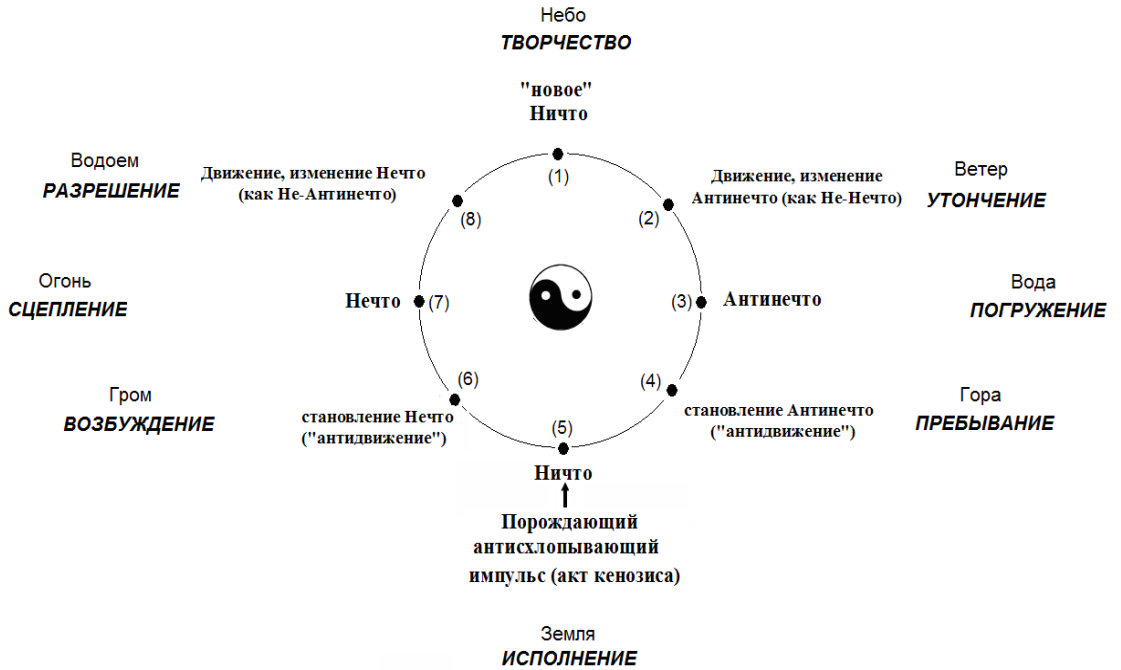 Небо
ТВОРЧЕСТВО
"новое"
Ничто
(1)
Водоем
РАЗРЕШЕНИЕ
Движение, изменение Нечто
(как Не-Антинечто)
(8)
Движение, изменение
Антинечто (как Не-Нечто)
(2)
Ветер
УТОНЧЕНИЕ
Огонь
СЦЕПЛЕНИЕ
Нечто
(7)
(3)
Антинечто
Вода
ПОГРУЖЕНИЕ
Гром
ВОЗБУЖДЕНИЕ
(6)
становление Нечто
("антидвижение")
(4)
становление Антинечто
("антидвижение")
Гора
ПРЕБЫВАНИЕ
(5)
Ничто
Порождающий
антисхлопывающий
импульс (акт кенозиса)
Земля
ИСПОЛНЕНИЕ